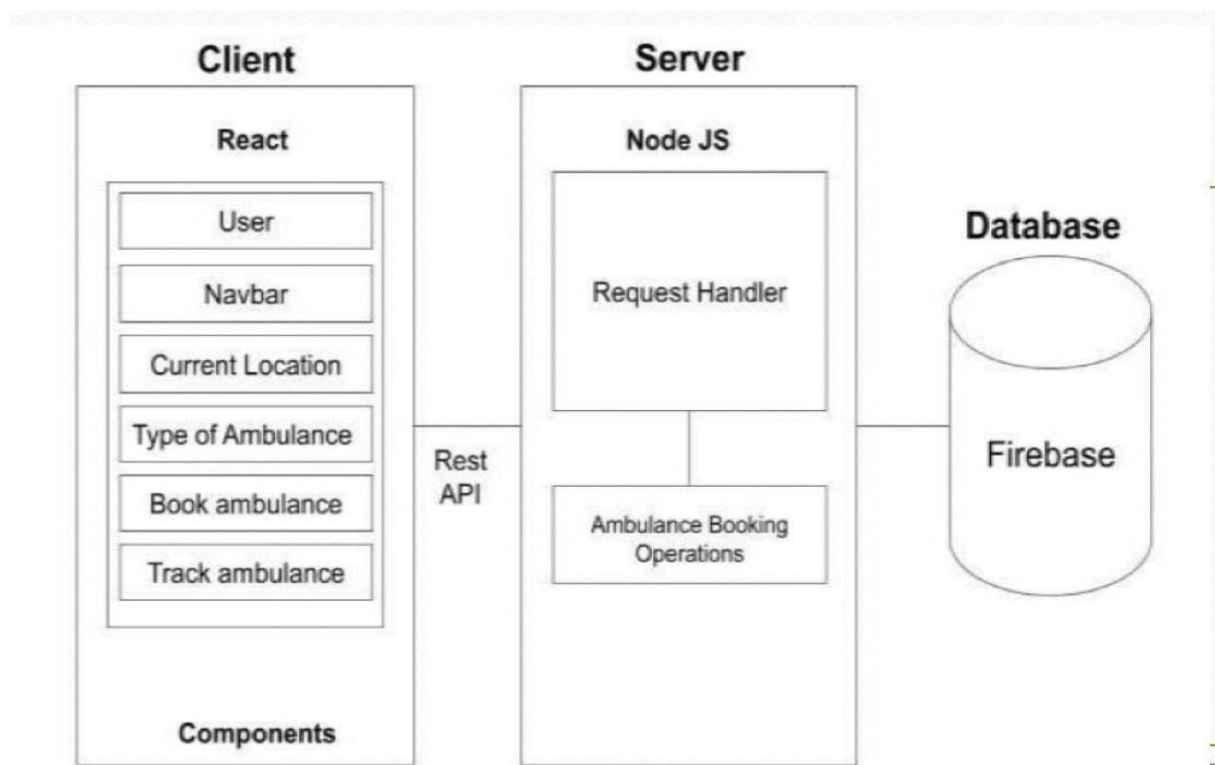 Client
React
User
Navbar
Current Location
Type of Ambulance
Book ambulance
Track ambulance
Components
Rest
API
Server
Node JS
Request Handler
Ambulance Booking
Operations
Database
Firebase